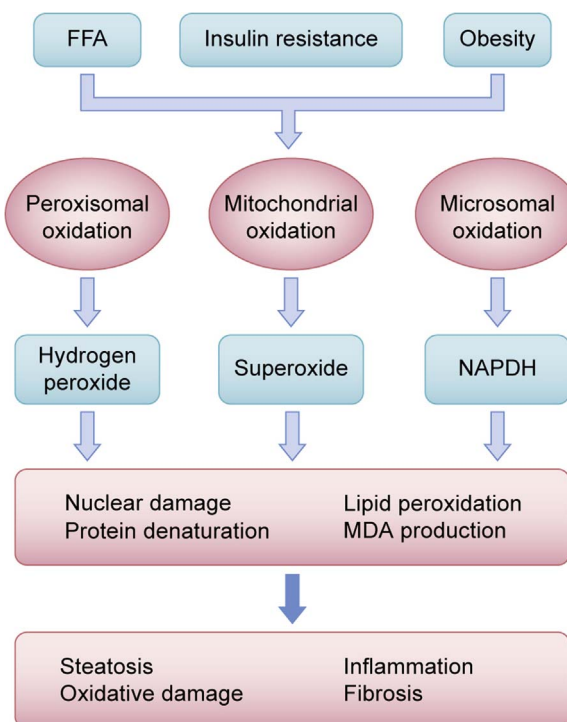 FFA
Insulin resistance
Obesity
Peroxisomal
oxidation
Mitochondrial
oxidation
Microsomal
oxidation
Hydrogen
peroxide
Superoxide
NAPDH
Nuclear damage
Protein denaturation
Lipid peroxidation
MDA production
Steatosis
Oxidative damage
Inflammation
Fibrosis